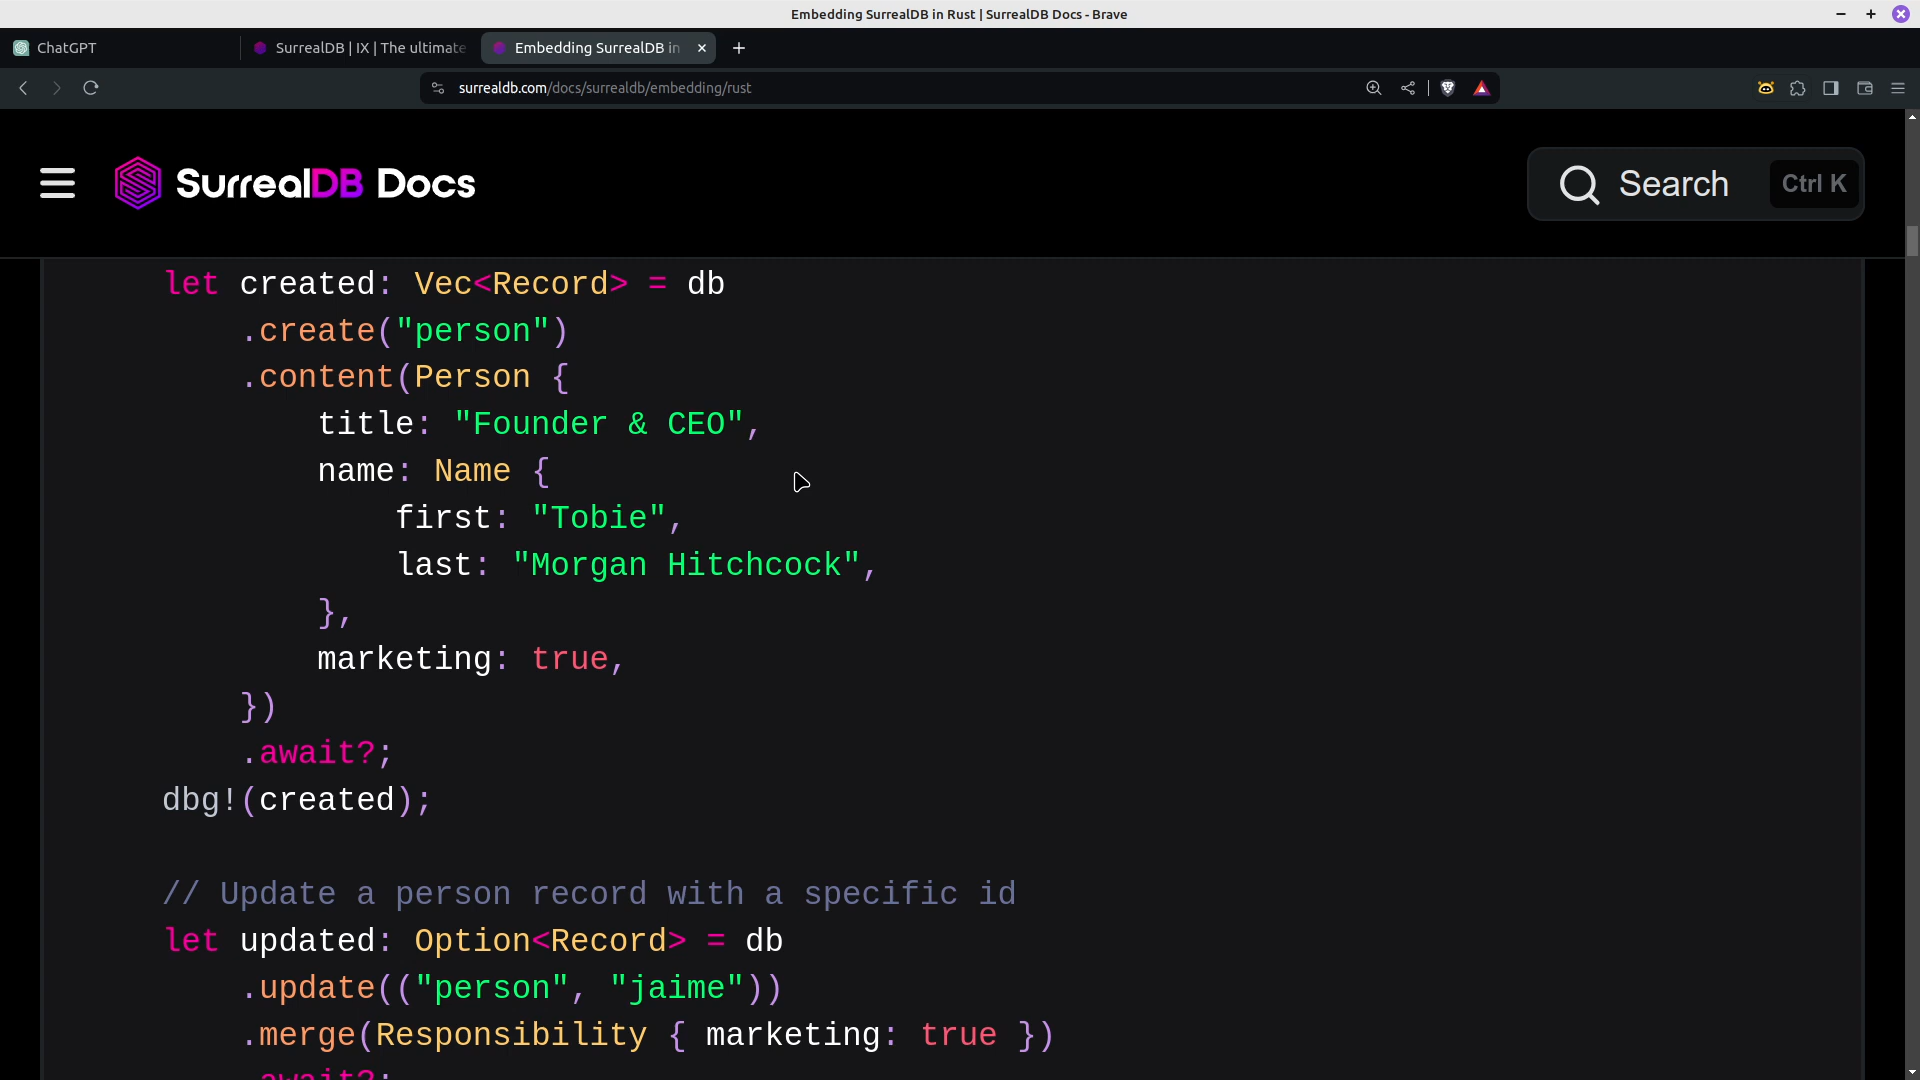 Embedding SurrealDB in Rust | SurrealDB Docs - Brave
ChatGPT
SurrealDB | IX | The ultimate
Embedding SurrealDB in
surrealdb.com/docs/surrealdb/embedding/rust
SurrealDB Docs
Search
Ctrl K
let created: Vec<Record> = db
.create("person")
.content(Person {
title: "Founder & CEO",
name: Name {
first: "Tobie",
last: "Morgan Hitchcock",
},
marketing: true,
})
.await?;
dbg!(created);
// Update a person record with a specific id
let updated: Option<Record> = db
.update(("person", "jaime"))
.merge(Responsibility { marketing: true })
.await?;